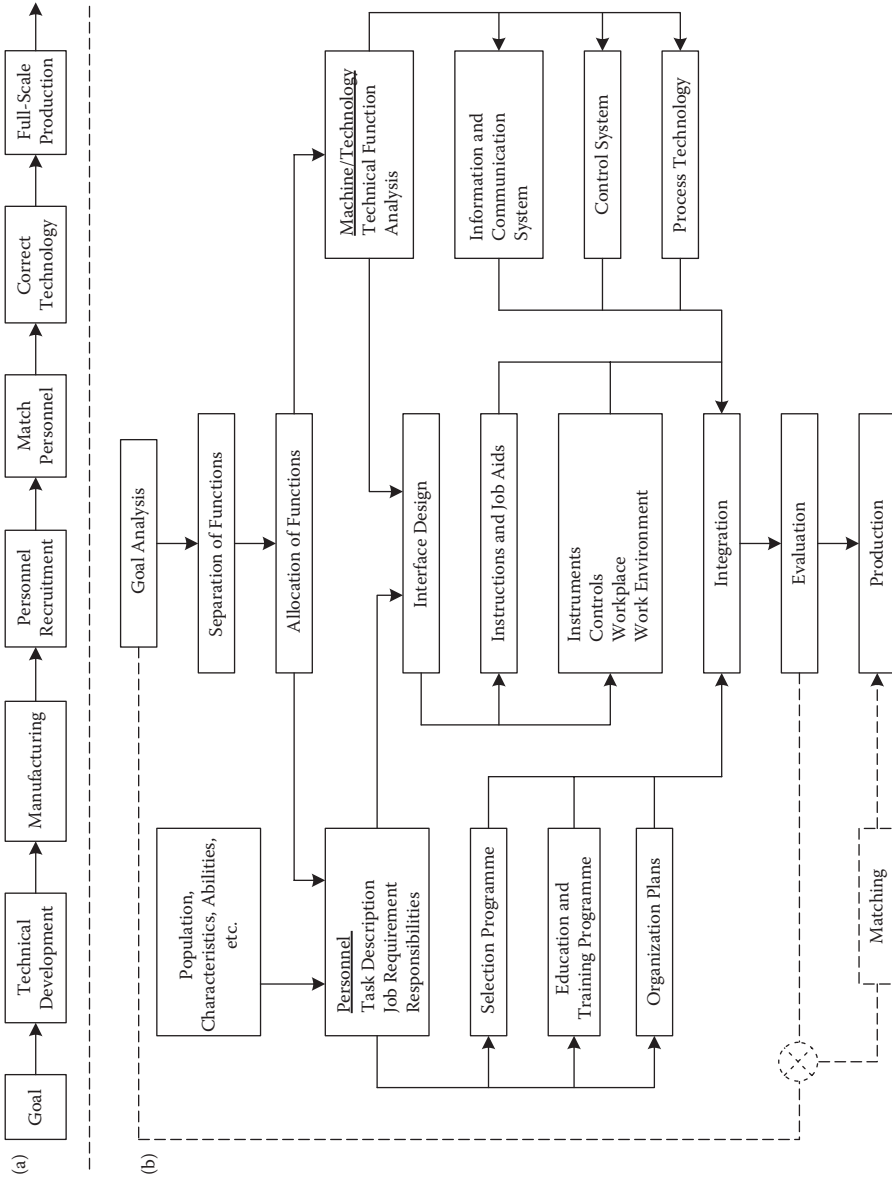 (a)
Goal
Technical
Development
Manufacturing
Personnel
Recruitment
Match
Personnel
Correct
Technology
Full-Scale
Production
(b)
Goal Analysis
Separation of Functions
Allocation of Functions
Population,
Characteristics, Abilities,
etc.
Personnel
Task Description
Job Requirement
Responsibilities
Machine/Technology
Technical Function
Analysis
Interface Design
Selection Programme
Education and
Training Programme
Organization Plans
Instructions and Job Aids
Instruments
Controls
Workplace
Work Environment
Information and
Communication
System
Control System
Process Technology
Integration
Evaluation
Matching
Production